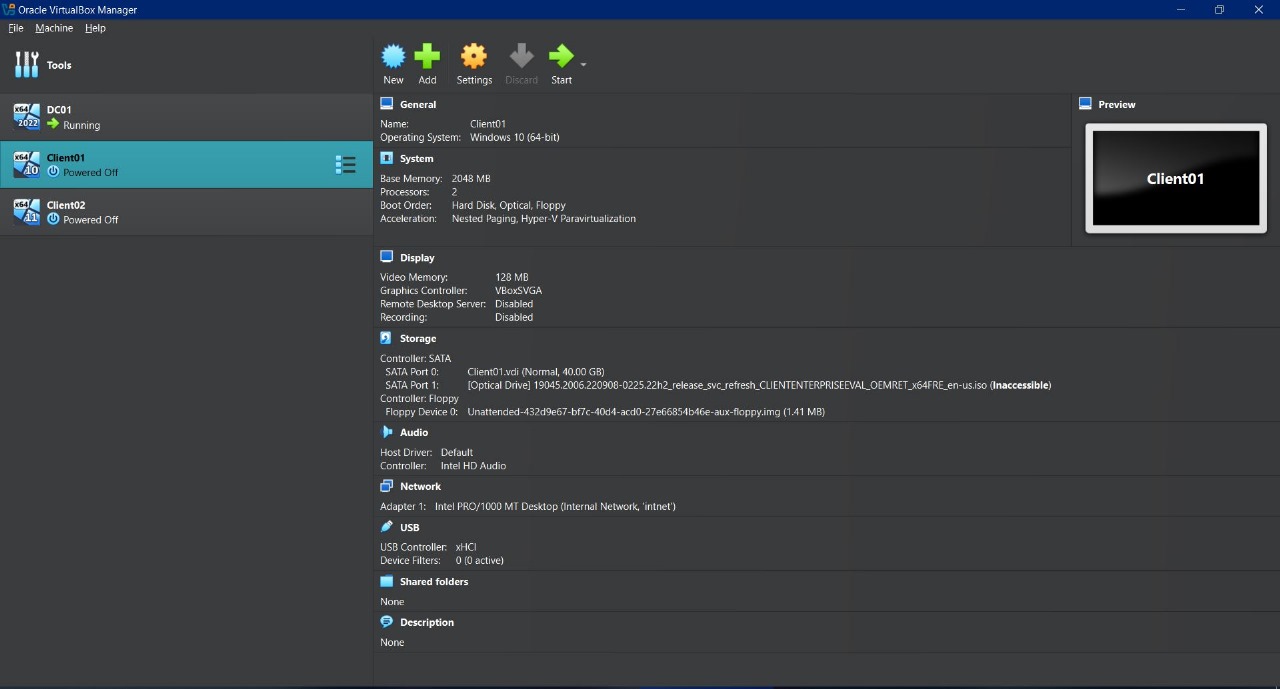 Oracle VirtualBox Manager
File Machine Help
Tools
New Add Settings Discard Start
x64 2022 DC01
Running
x64 10 Client01
Powered Off
x64 11 Client02
Powered Off
General
Name: Client01
Operating System: Windows 10 (64-bit)
System
Base Memory: 2048 MB
Processors: 2
Boot Order: Hard Disk, Optical, Floppy
Acceleration: Nested Paging, Hyper-V Paravirtualization
Preview
Client01
Display
Video Memory: 128 MB
Graphics Controller: VBoxSVGA
Remote Desktop Server: Disabled
Recording: Disabled
Storage
Controller: SATA
SATA Port 0: Client01.vdi (Normal, 40.00 GB)
SATA Port 1: [Optical Drive] 19045.2006.220908-0225.22h2_release_svc_refresh_CLIENTENTERPRISEEVAL_OEMRET_x64FRE_en-us.iso (Inaccessible)
Controller: Floppy
Floppy Device 0: Unattended-432d9e67-bf7c-40d4-acd0-27e66854b46e-aux-floppy.img (1.41 MB)
Audio
Host Driver: Default
Controller: Intel HD Audio
Network
Adapter 1: Intel PRO/1000 MT Desktop (Internal Network, 'intnet')
USB
USB Controller: xHCI
Device Filters: 0 (0 active)
Shared folders
None
Description
None